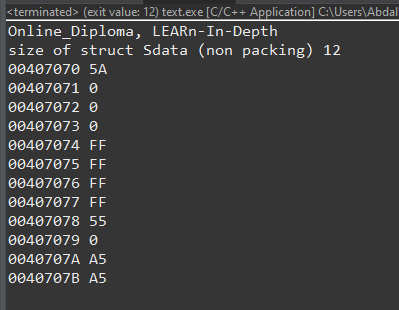 <terminated> (exit value: 12) text.exe [C/C++ Application] C:\Users\Abdal
Online_Diploma, LEARn-In-Depth
size of struct Sdata (non packing) 12
00407070 5A
00407071 0
00407072 0
00407073 0
00407074 FF
00407075 FF
00407076 FF
00407077 FF
00407078 55
00407079 0
0040707A A5
0040707B A5